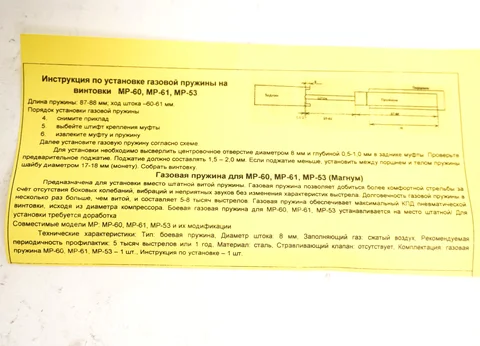 Инструкция по установке газовой пружины на
винтовки МР-60, МР-61, МР-53
Длина пружины: 87-88 мм; ход штока –60-61 мм.
Порядок установки газовой пружины
4. снимите приклад
5. выбейте штифт крепления муфты
6. извлеките муфту и пружину
Далее установите газовую пружину согласно схеме
Для установки необходимо высверлить центровочное отверстие диаметром 8 мм и глубиной 0,5-1,0 мм в задних муфты. Проверьте
предварительное поджатие. Поджатие должно составлять 1,5 – 2,0 мм. Если поджатие меньше, установить между поршнем и телом пружины
шайбу диаметром 17-18 мм (монету). Собрать винтовку.
Газовая пружина для МР-60, МР-61, МР-53 (Магнум)
Предназначена для установки вместо штатной витой пружины. Газовая пружина позволит добиться более комфортной стрельбы за
счёт отсутствия боковых колебаний, вибраций и неприятных звуков без изменения характеристик выстрела. Долговечность газовой пружины в
несколько раз больше, чем витой, и составляет 5-8 тысяч выстрелов. Газовая пружина обеспечивает максимальный КПД пневматической
винтовки, исходя из диаметра компрессора. Боевая газовая пружина для МР-60, МР-61, МР-53 устанавливается на место штатной. Для
установки требуется доработка
Совместимые модели МР: МР-60, МР-61, МР-53 и их модификации
Технические характеристики: Тип: боевая пружина, Диаметр штока 8 мм. Заполняющий газ: сжатый воздух. Рекомендуемая
периодичность профилактик: 5 тысяч выстрелов или 1 год. Материал: сталь. Стравливающий клапан: отсутствует. Комплектация газовая
пружина МР-60, МР-61, МР-53 – 1 шт., Инструкция по установке – 1 шт.